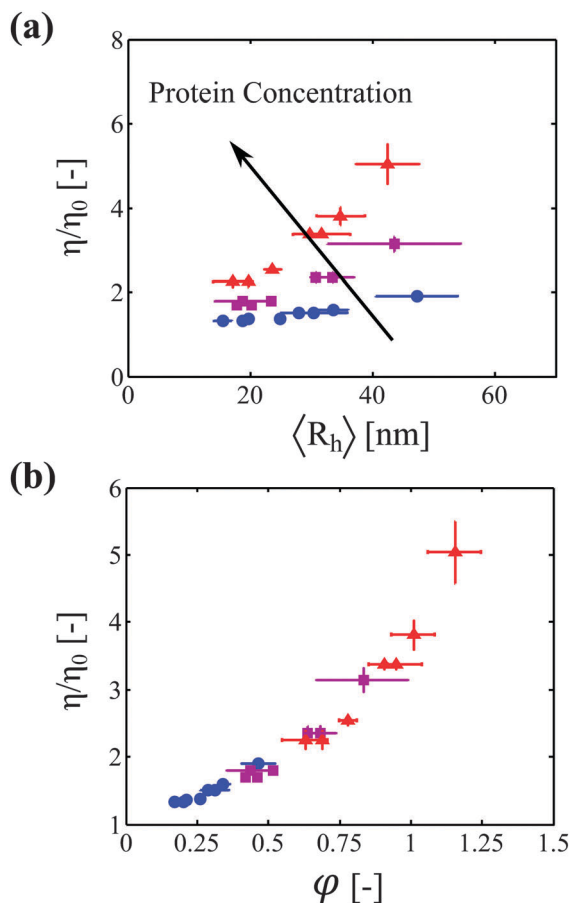 (a)
8
Protein Concentration
6
η/η₀ [-]
4
2
0
0 20 40 60
⟨R_h⟩ [nm]
(b)
6
5
4
η/η₀ [-]
3
2
1
0 0.25 0.5 0.75 1 1.25 1.5
φ [-]